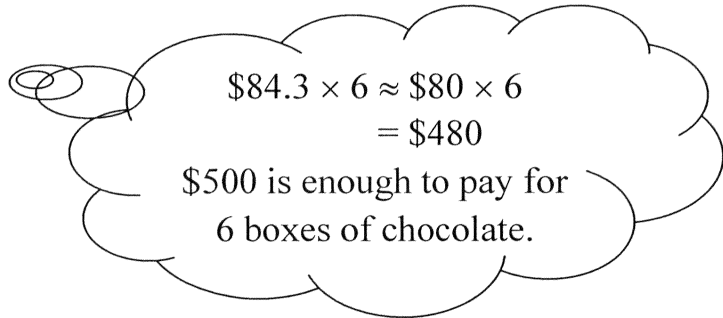 $84.3 × 6 ≈ $80 × 6
= $480
$500 is enough to pay for
6 boxes of chocolate.